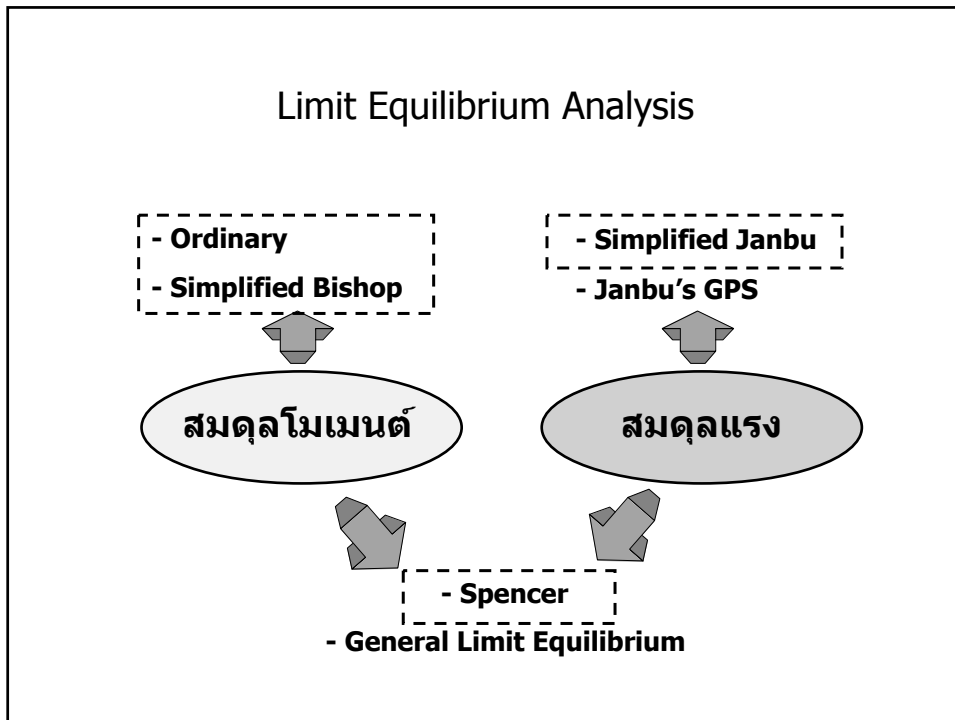 Limit Equilibrium Analysis
- Ordinary
- Simplified Bishop
- Simplified Janbu
- Janbu's GPS
สมดุลโมเมนต์
สมดุลแรง
- Spencer
- General Limit Equilibrium